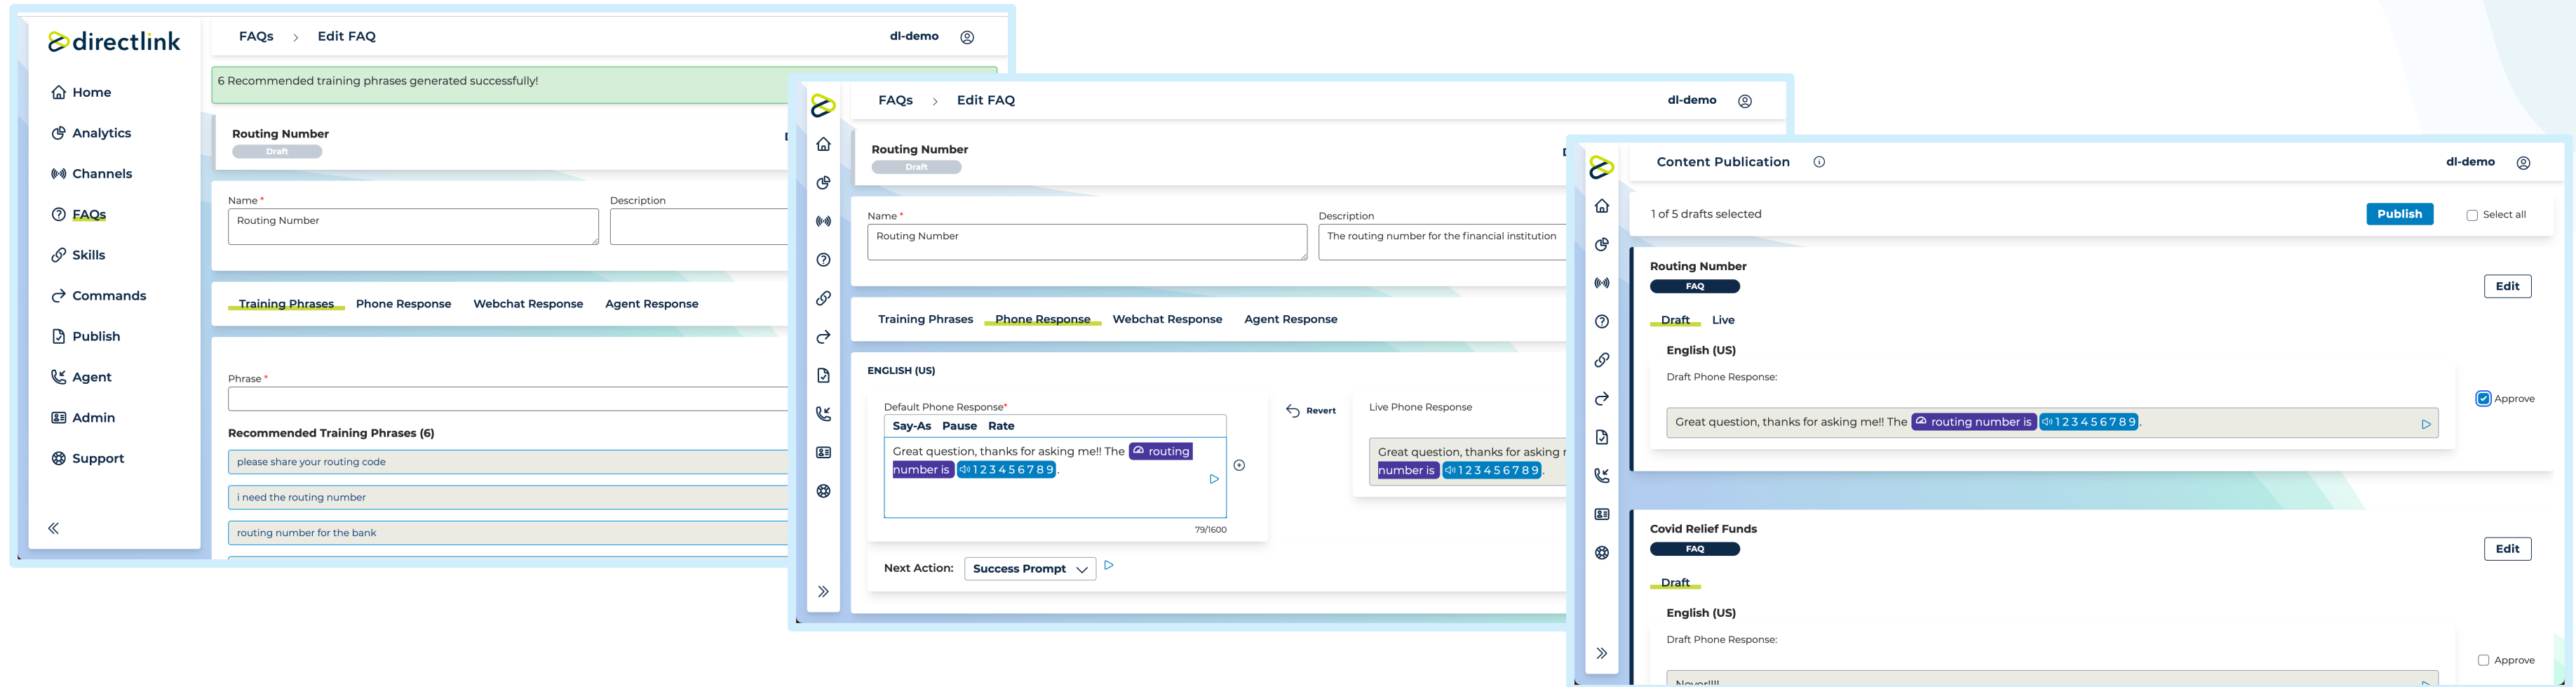 directlink
Home
Analytics
Channels
FAQs
Skills
Commands
Publish
Agent
Admin
Support
FAQs > Edit FAQ
dl-demo
6 Recommended training phrases generated successfully!
Routing Number
Draft
Name *
Description
Routing Number
Training Phrases Phone Response Webchat Response Agent Response
Phrase *
Recommended Training Phrases (6)
please share your routing code
i need the routing number
routing number for the bank
FAQs > Edit FAQ
dl-demo
Routing Number
Draft
Name *
Description
Routing Number
The routing number for the financial institution
Training Phrases Phone Response Webchat Response Agent Response
ENGLISH (US)
Default Phone Response*
Say-As Pause Rate
Great question, thanks for asking me!! The routing
number is 1 2 3 4 5 6 7 8 9 .
79/1600
Revert
Live Phone Response
Great question, thanks for asking
number is 1 2 3 4 5 6 7 8 9 .
Next Action: Success Prompt
Content Publication
dl-demo
1 of 5 drafts selected
Publish
Select all
Routing Number
FAQ
Edit
Draft Live
English (US)
Draft Phone Response:
Great question, thanks for asking me!! The routing number is 1 2 3 4 5 6 7 8 9 .
Approve
Covid Relief Funds
FAQ
Edit
Draft
English (US)
Draft Phone Response:
Approve